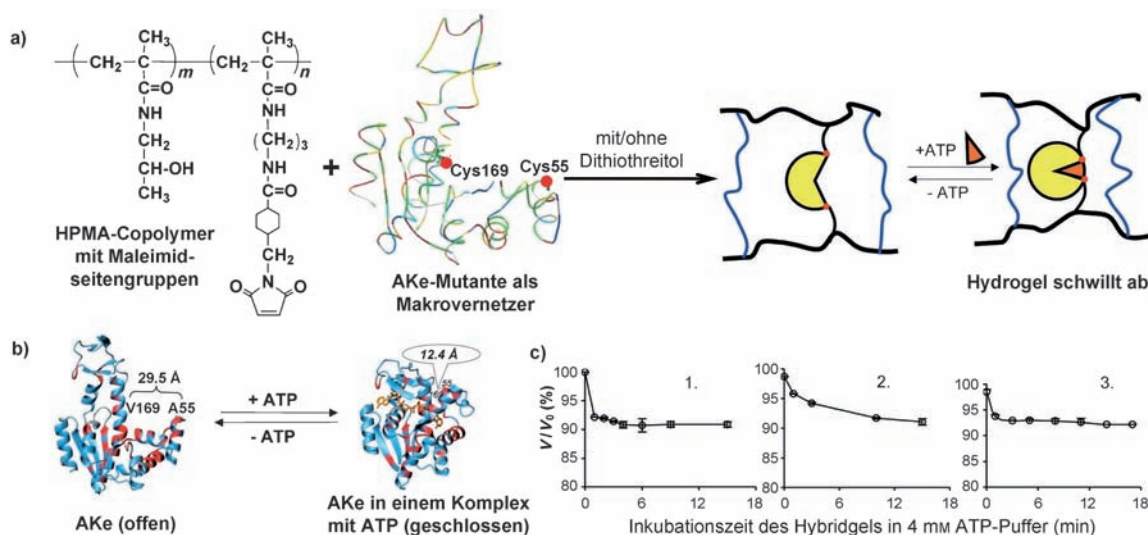 a)
CH₃ CH₃
CH₂ C m CH₂ C n
C=O C=O
NH NH
CH₂ (CH₂)₃
CH-OH NH
CH₃ C=O
CH₂
N
O O
HPMA-Copolymer
mit Maleimid-
seitengruppen
+
Cys169 Cys55
AKe-Mutante als
Makrovernetzer
mit/ohne
Dithiothreitol
+ATP
- ATP
Hydrogel schwillt ab
b)
29.5 Å
V169 A55
AKe (offen)
+ ATP
- ATP
12.4 Å
55
AKe in einem Komplex
mit ATP (geschlossen)
c)
V/V₀ (%)
100 95 90 85 80
0 6 12 18
1.
100 95 90 85 80
0 6 12 18
2.
100 95 90 85 80
0 6 12 18
3.
Inkubationszeit des Hybridgels in 4 mM ATP-Puffer (min)